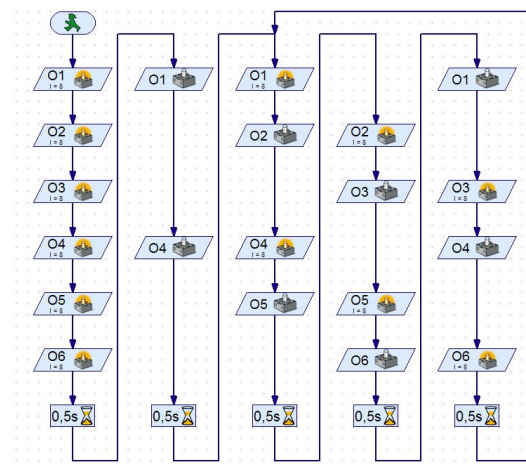 O1
I = 8
O2
I = 8
O3
I = 8
O4
I = 8
O5
I = 8
O6
I = 8
0,5s
O1
O4
0,5s
O1
I = 8
O2
O4
I = 8
O5
0,5s
O2
I = 8
O3
O5
I = 8
O6
0,5s
O1
O3
I = 8
O4
O6
I = 8
0,5s